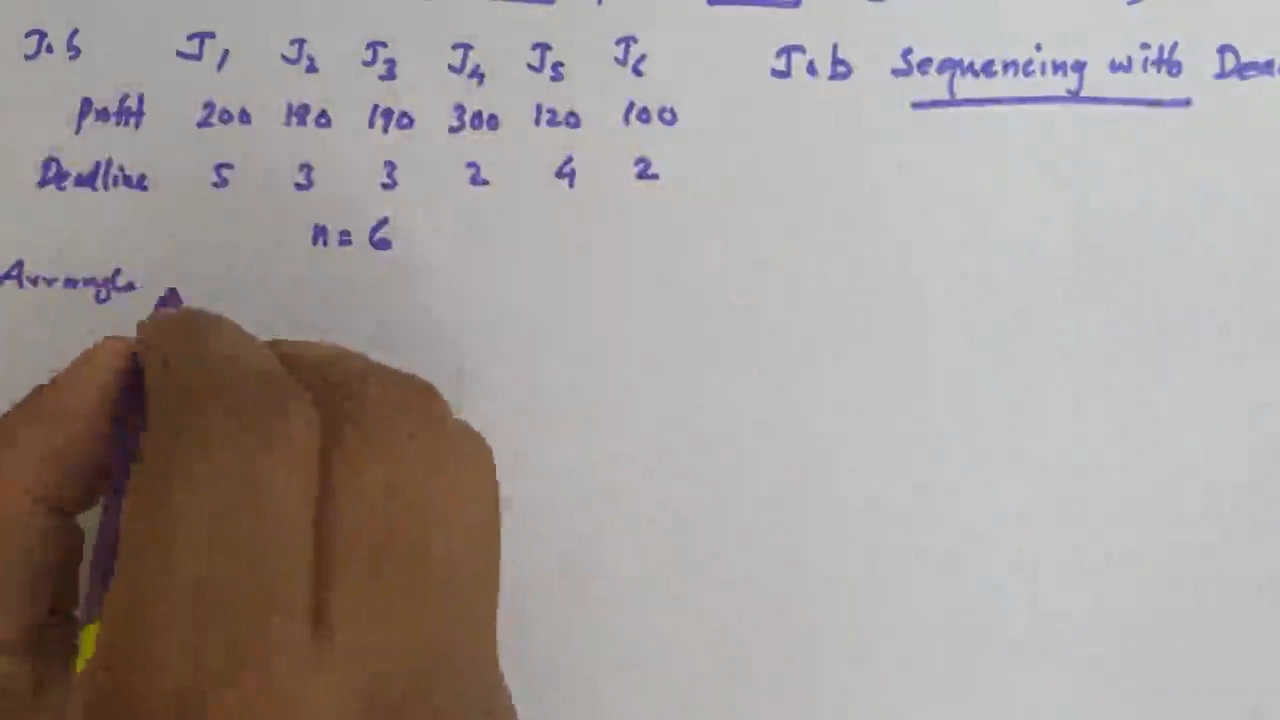 Job J1 J2 J3 J4 J5 J6
Profit 200 180 190 300 120 100
Deadline 5 3 3 2 4 2
n = 6
Arrange
Job Sequencing with